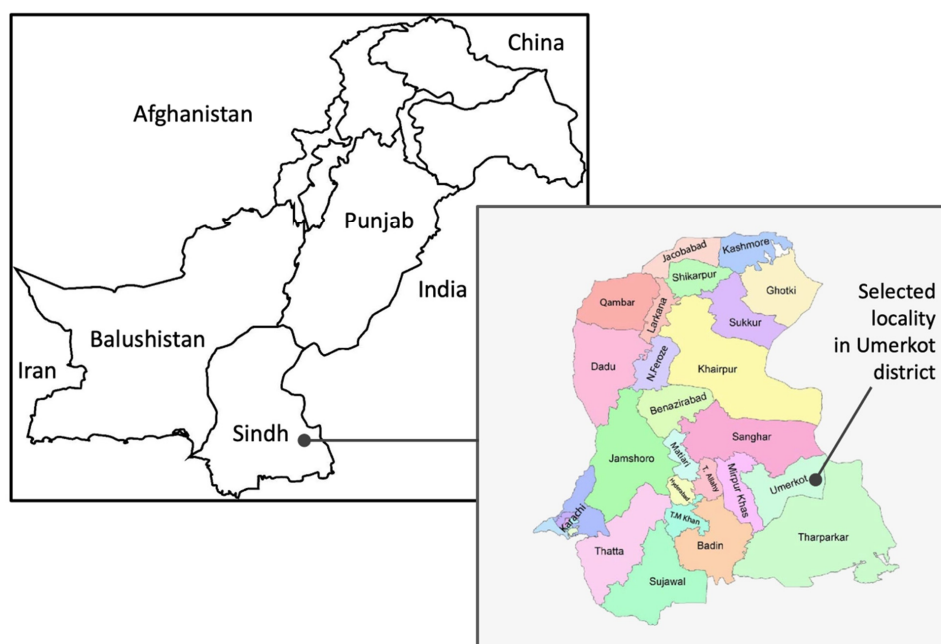 China
Afghanistan
Punjab
India
Balushistan
Iran
Sindh
Jacobabad
Kashmore
Shikarpur
Ghotki
Qambar
Larkana
Sukkur
Selected
locality
in Umerkot
district
Dadu
N.Feroze
Khairpur
Benazirabad
Sanghar
Matiari
Jamshoro
T. Allahy
Mirpur Khas
Umerkot
Hyderabad
Karachi
T.M Khan
Thatta
Badin
Tharparkar
Sujawal